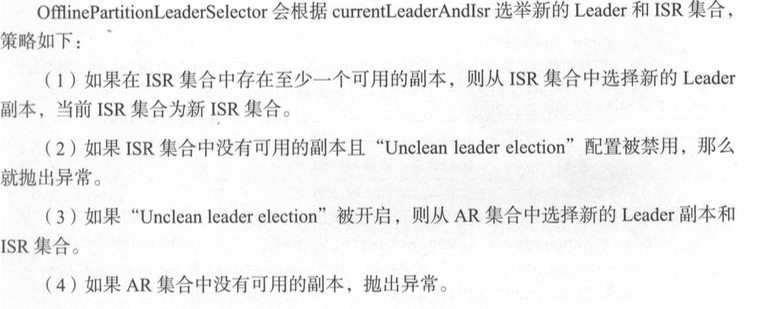 OfflinePartitionLeaderSelector 会根据 currentLeaderAndIsr 选举新的 Leader 和 ISR 集合，
策略如下：
（1）如果在 ISR 集合中存在至少一个可用的副本，则从 ISR 集合中选择新的 Leader
副本，当前 ISR 集合为新 ISR 集合。
（2）如果 ISR 集合中没有可用的副本且“Unclean leader election”配置被禁用，那么
就抛出异常。
（3）如果“Unclean leader election”被开启，则从 AR 集合中选择新的 Leader 副本和
ISR 集合。
（4）如果 AR 集合中没有可用的副本，抛出异常。